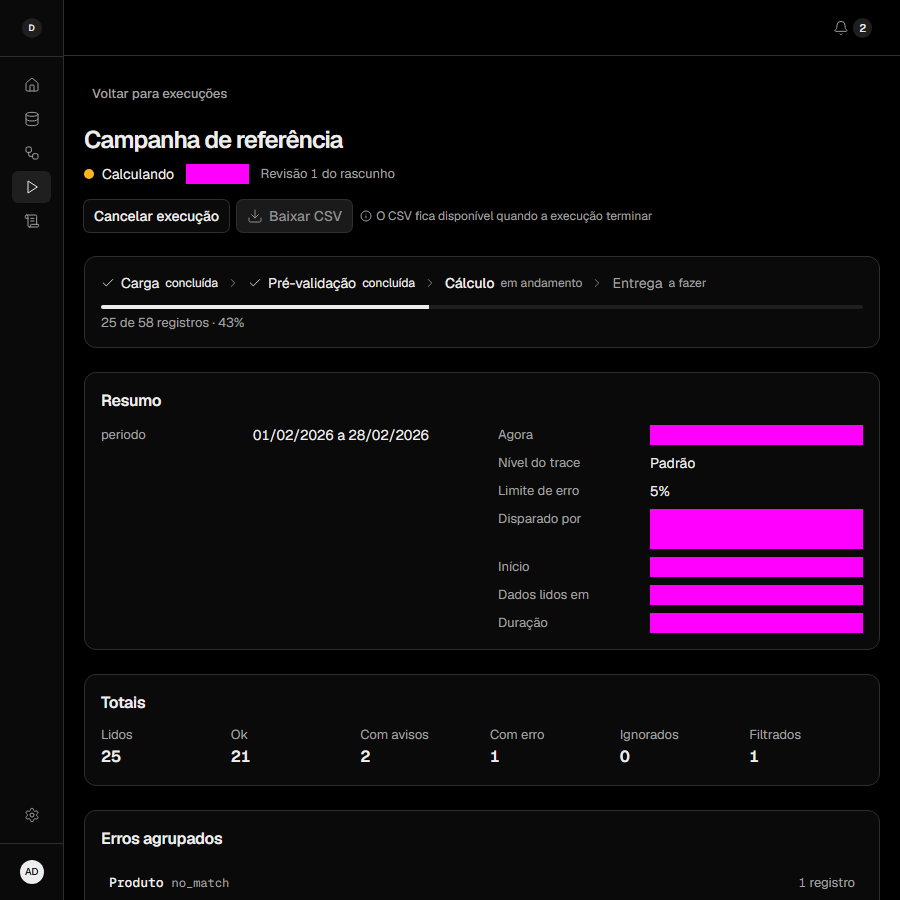 D
2
Voltar para execuções
Campanha de referência
Calculando Revisão 1 do rascunho
Cancelar execução Baixar CSV O CSV fica disponível quando a execução terminar
Carga concluída Pré-validação concluída Cálculo em andamento Entrega a fazer
25 de 58 registros · 43%
Resumo
periodo 01/02/2026 a 28/02/2026
Agora
Nível do trace Padrão
Limite de erro 5%
Disparado por
Início
Dados lidos em
Duração
Totais
Lidos Ok Com avisos Com erro Ignorados Filtrados
25 21 2 1 0 1
Erros agrupados
Produto no_match 1 registro
AD